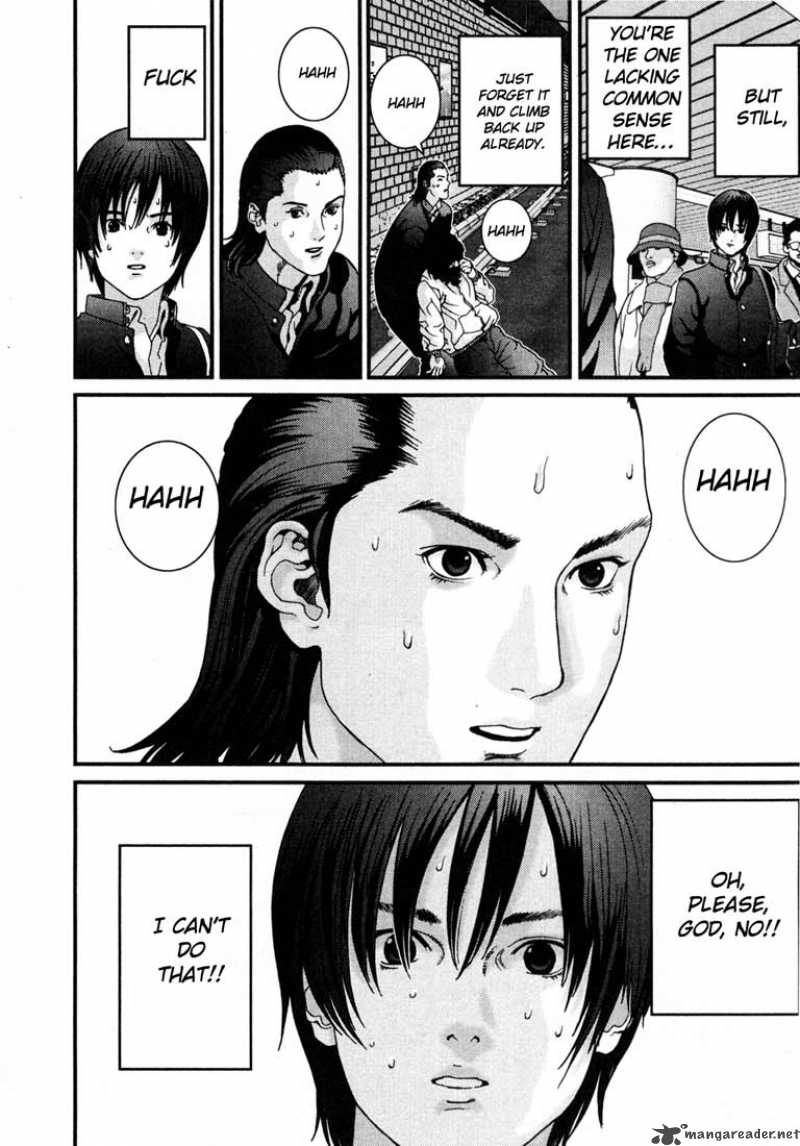 BUT
STILL,
YOU'RE
THE ONE
LACKING
COMMON
SENSE
HERE...
JUST
FORGET IT
AND CLIMB
BACK UP
ALREADY.
HAHH
HAHH
HAHH
FUCK
HAHH
HAHH
OH,
PLEASE,
GOD, NO!!
I CAN'T
DO
THAT!!
mangareader.net